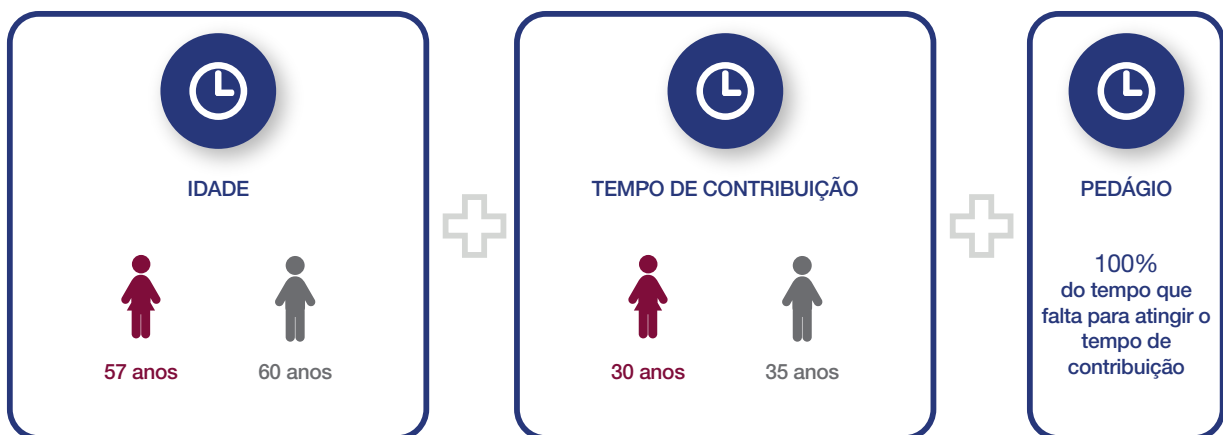 IDADE
57 anos
60 anos
TEMPO DE CONTRIBUIÇÃO
30 anos
35 anos
PEDÁGIO
100%
do tempo que
falta para atingir o
tempo de
contribuição